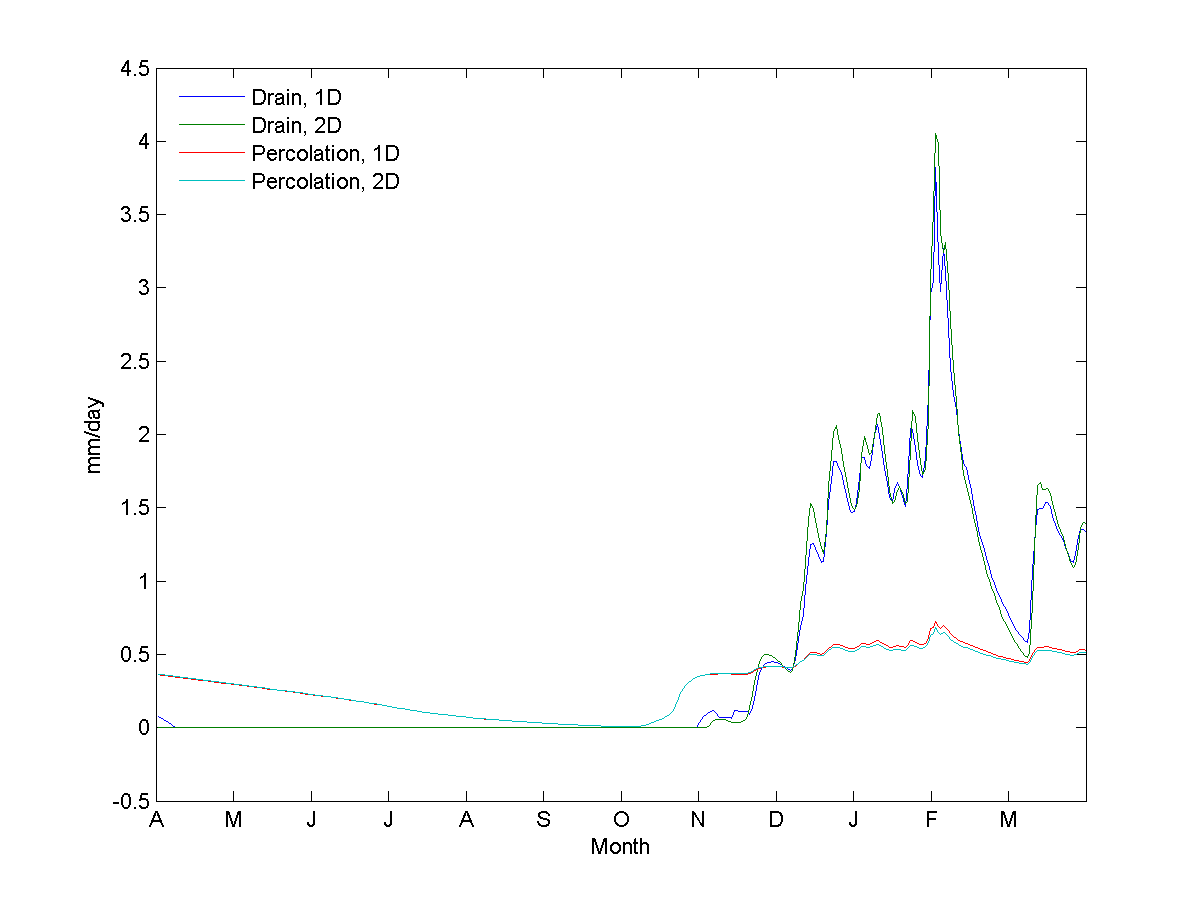 4.5
4
3.5
3
2.5
2
1.5
1
0.5
0
-0.5
Drain, 1D
Drain, 2D
Percolation, 1D
Percolation, 2D
mm/day
A M J J A S O N D J F M
Month